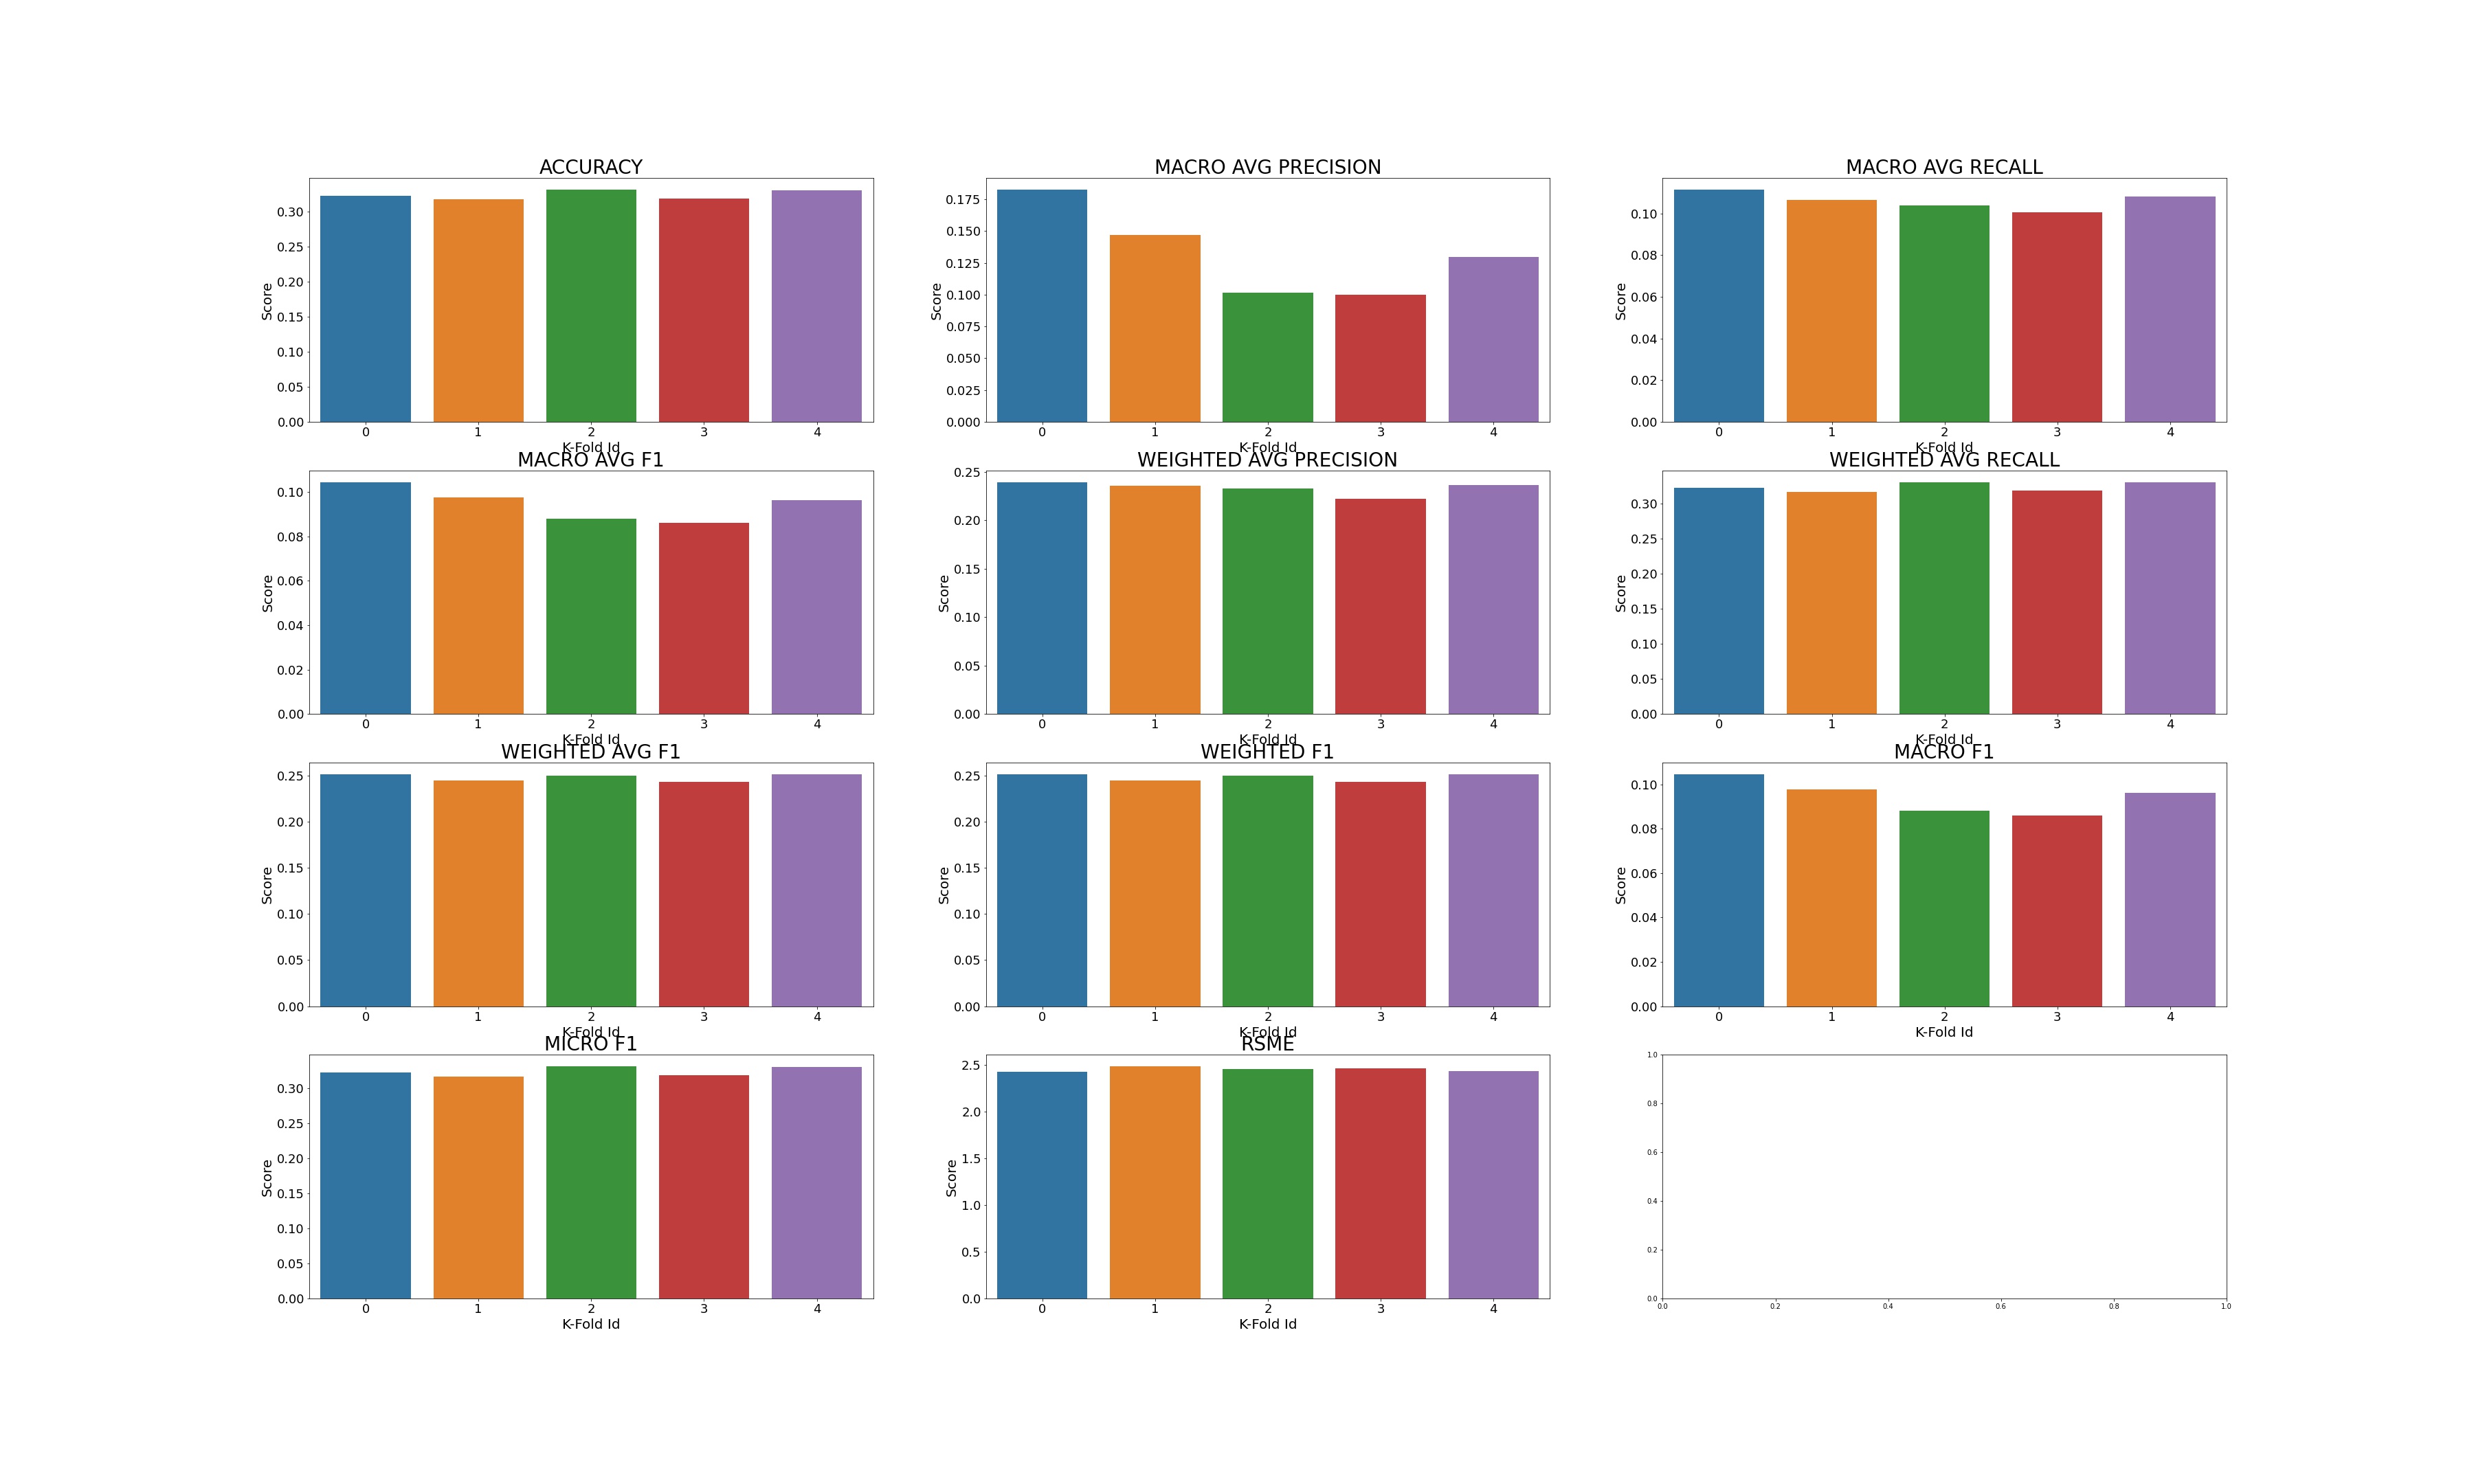 ACCURACY
0.30
0.25
0.20
0.15
0.10
0.05
0.00
Score
0 1 2 3 4
K-Fold Id
MACRO AVG PRECISION
0.175
0.150
0.125
0.100
0.075
0.050
0.025
0.000
Score
0 1 2 3 4
K-Fold Id
MACRO AVG RECALL
0.10
0.08
0.06
0.04
0.02
0.00
Score
0 1 2 3 4
K-Fold Id
MACRO AVG F1
0.10
0.08
0.06
0.04
0.02
0.00
Score
0 1 2 3 4
K-Fold Id
WEIGHTED AVG PRECISION
0.25
0.20
0.15
0.10
0.05
0.00
Score
0 1 2 3 4
K-Fold Id
WEIGHTED AVG RECALL
0.30
0.25
0.20
0.15
0.10
0.05
0.00
Score
0 1 2 3 4
K-Fold Id
WEIGHTED AVG F1
0.25
0.20
0.15
0.10
0.05
0.00
Score
0 1 2 3 4
K-Fold Id
WEIGHTED F1
0.25
0.20
0.15
0.10
0.05
0.00
Score
0 1 2 3 4
K-Fold Id
MACRO F1
0.10
0.08
0.06
0.04
0.02
0.00
Score
0 1 2 3 4
K-Fold Id
MICRO F1
0.30
0.25
0.20
0.15
0.10
0.05
0.00
Score
0 1 2 3 4
K-Fold Id
RSME
2.5
2.0
1.5
1.0
0.5
0.0
Score
0 1 2 3 4
K-Fold Id
1.0
0.8
0.6
0.4
0.2
0.0
0.0 0.2 0.4 0.6 0.8 1.0